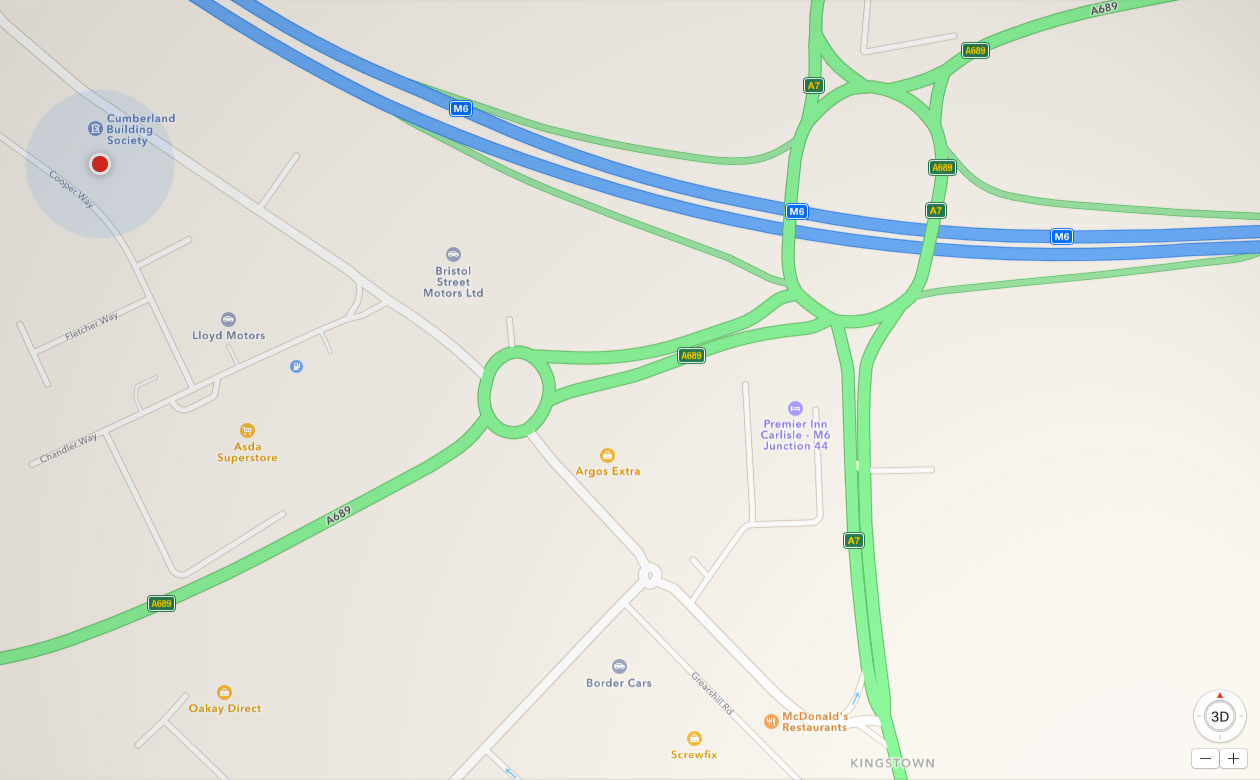 A689
A689
A7
M6
Cumberland
Building
Society
A689
Cooper Way
M6
A7
M6
Bristol
Street
Motors Ltd
Fletcher Way
Lloyd Motors
A689
Premier Inn
Carlisle - M6
Junction 44
Asda
Superstore
Chandler Way
Argos Extra
A689
A7
A689
Border Cars
Grearshill Rd
Oakay Direct
McDonald's
Restaurants
3D
Screwfix
KINGSTOWN
− +